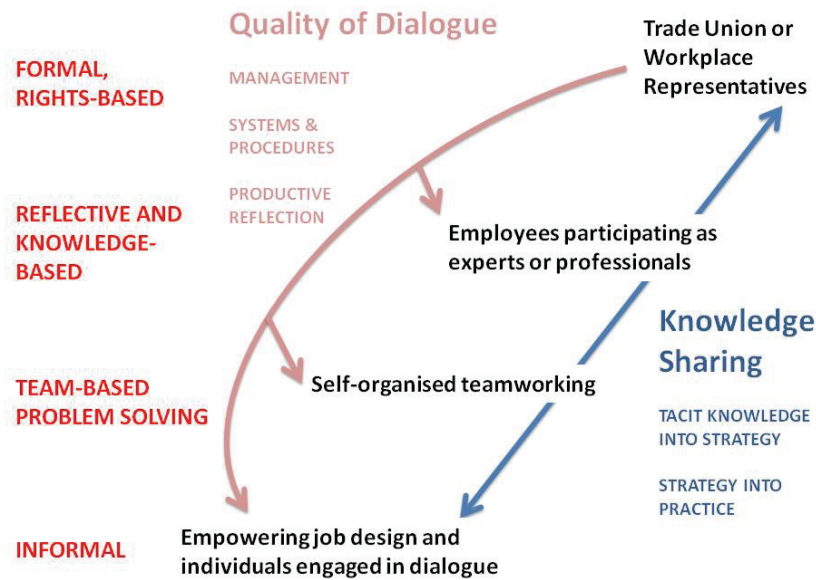 Quality of Dialogue
MANAGEMENT
SYSTEMS &
PROCEDURES
PRODUCTIVE
REFLECTION
FORMAL,
RIGHTS-BASED
REFLECTIVE AND
KNOWLEDGE-
BASED
TEAM-BASED
PROBLEM SOLVING
INFORMAL
Trade Union or
Workplace
Representatives
Employees participating as
experts or professionals
Self-organised teamworking
Empowering job design and
individuals engaged in dialogue
Knowledge
Sharing
TACIT KNOWLEDGE
INTO STRATEGY
STRATEGY INTO
PRACTICE